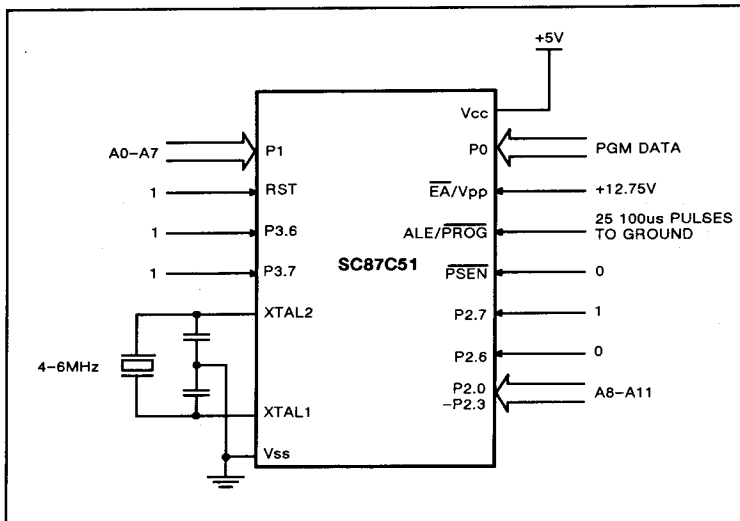 +5V
Vcc
A0-A7
P1
P0
PGM DATA
1
RST
EA/Vpp
+12.75V
1
P3.6
ALE/PROG
25 100us PULSES
TO GROUND
1
P3.7
SC87C51
PSEN
0
XTAL2
P2.7
1
4-6MHz
P2.6
0
P2.0
-P2.3
A8-A11
XTAL1
Vss